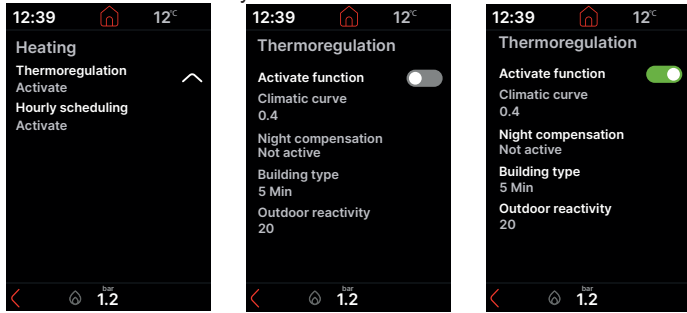 12:39
12°C
Heating
Thermoregulation
Activate
Hourly scheduling
Activate
bar
1.2
12:39
12°C
Thermoregulation
Activate function
Climatic curve
0.4
Night compensation
Not active
Building type
5 Min
Outdoor reactivity
20
bar
1.2
12:39
12°C
Thermoregulation
Activate function
Climatic curve
0.4
Night compensation
Not active
Building type
5 Min
Outdoor reactivity
20
bar
1.2